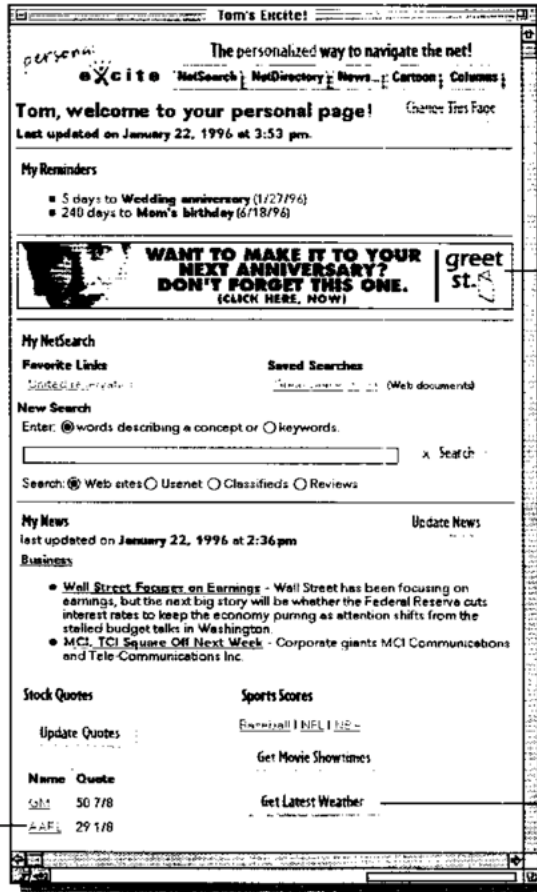 Tom's Excite!
personal
excite
The personalized way to navigate the net!
NetSearch NetDirectory News... Cartoon Columns
Tom, welcome to your personal page!
Change This Page
Last updated on January 22, 1996 at 3:53 pm.
My Reminders
5 days to Wedding anniversary (1/27/96)
240 days to Mom's birthday (6/18/96)
WANT TO MAKE IT TO YOUR
NEXT ANNIVERSARY?
DON'T FORGET THIS ONE.
(CLICK HERE, NOW)
greet
st.
My NetSearch
Favorite Links
Saved Searches
United
(Web documents)
New Search
Enter: words describing a concept or keywords.
x Search
Search: Web sites Usenet Classifieds Reviews
My News
Update News
last updated on January 22, 1996 at 2:36pm
Business
Wall Street Focuses on Earnings - Wall Street has been focusing on
earnings, but the next big story will be whether the Federal Reserve cuts
interest rates to keep the economy purring as attention shifts from the
stalled budget talks in Washington.
MCI, TCI Square Off Next Week - Corporate giants MCI Communications
and Tele-Communications Inc.
Stock Quotes
Update Quotes
Name Quote
GM 50 7/8
AAPL 29 1/8
Sports Scores
Baseball | NFL |
Get Movie Showtimes
Get Latest Weather